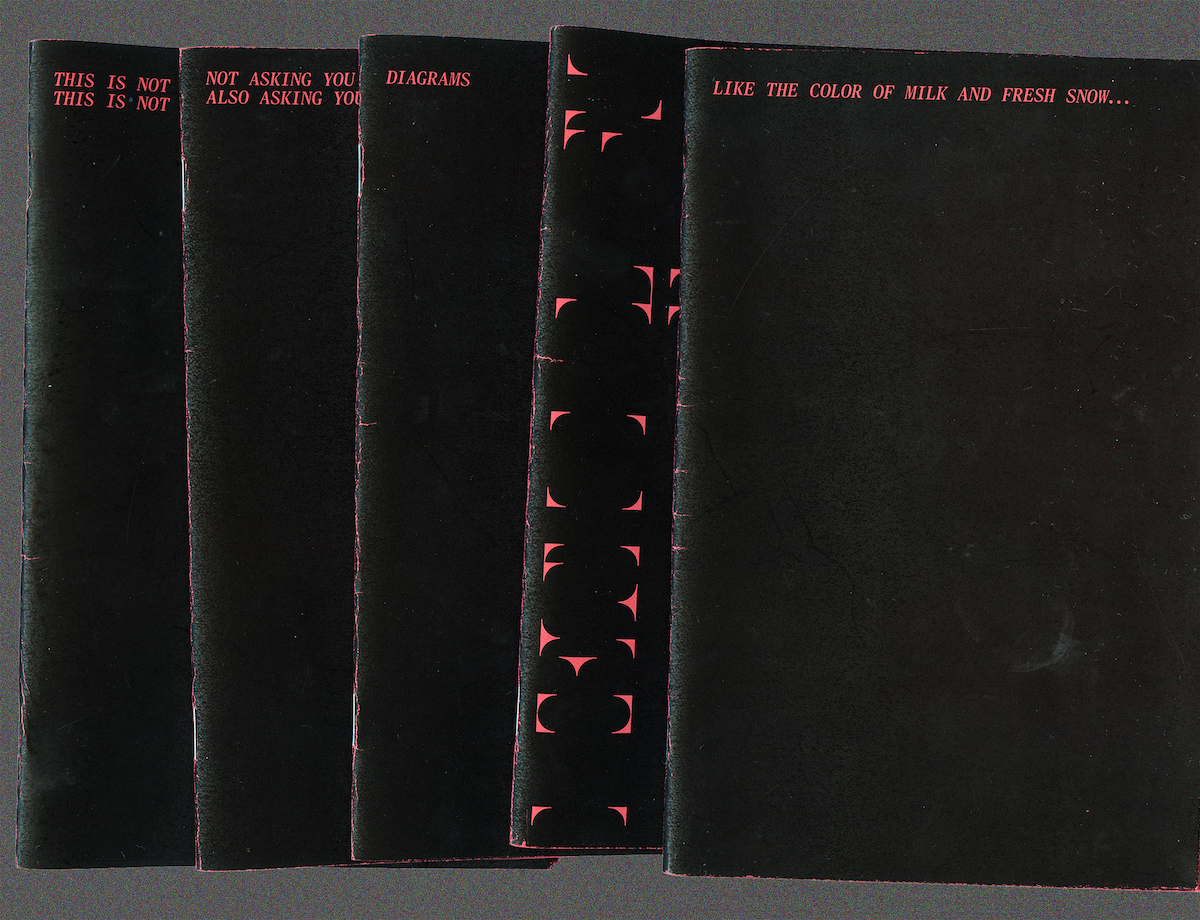 THIS IS NOT
THIS IS NOT
NOT ASKING YOU
ALSO ASKING YOU
DIAGRAMS
LIKE THE COLOR OF MILK AND FRESH SNOW...